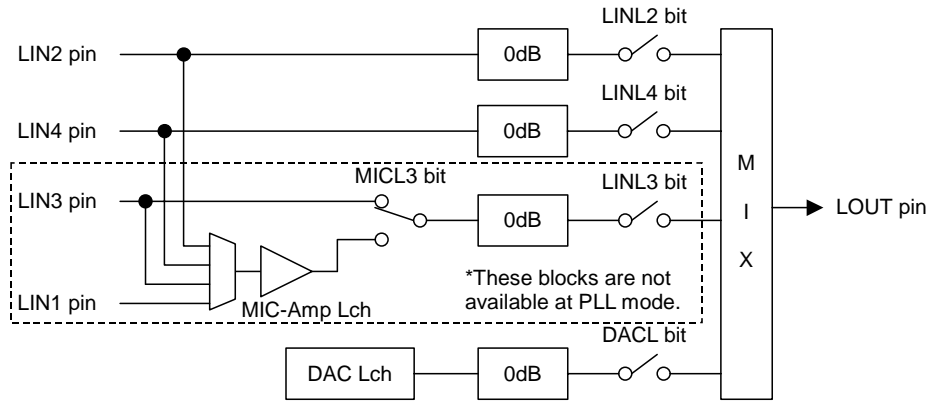 LINL2 bit
LIN2 pin
0dB
LINL4 bit
LIN4 pin
0dB
M
I
X
MICL3 bit
LINL3 bit
LIN3 pin
0dB
LOUT pin
*These blocks are not
available at PLL mode.
LIN1 pin
MIC-Amp Lch
DACL bit
DAC Lch
0dB